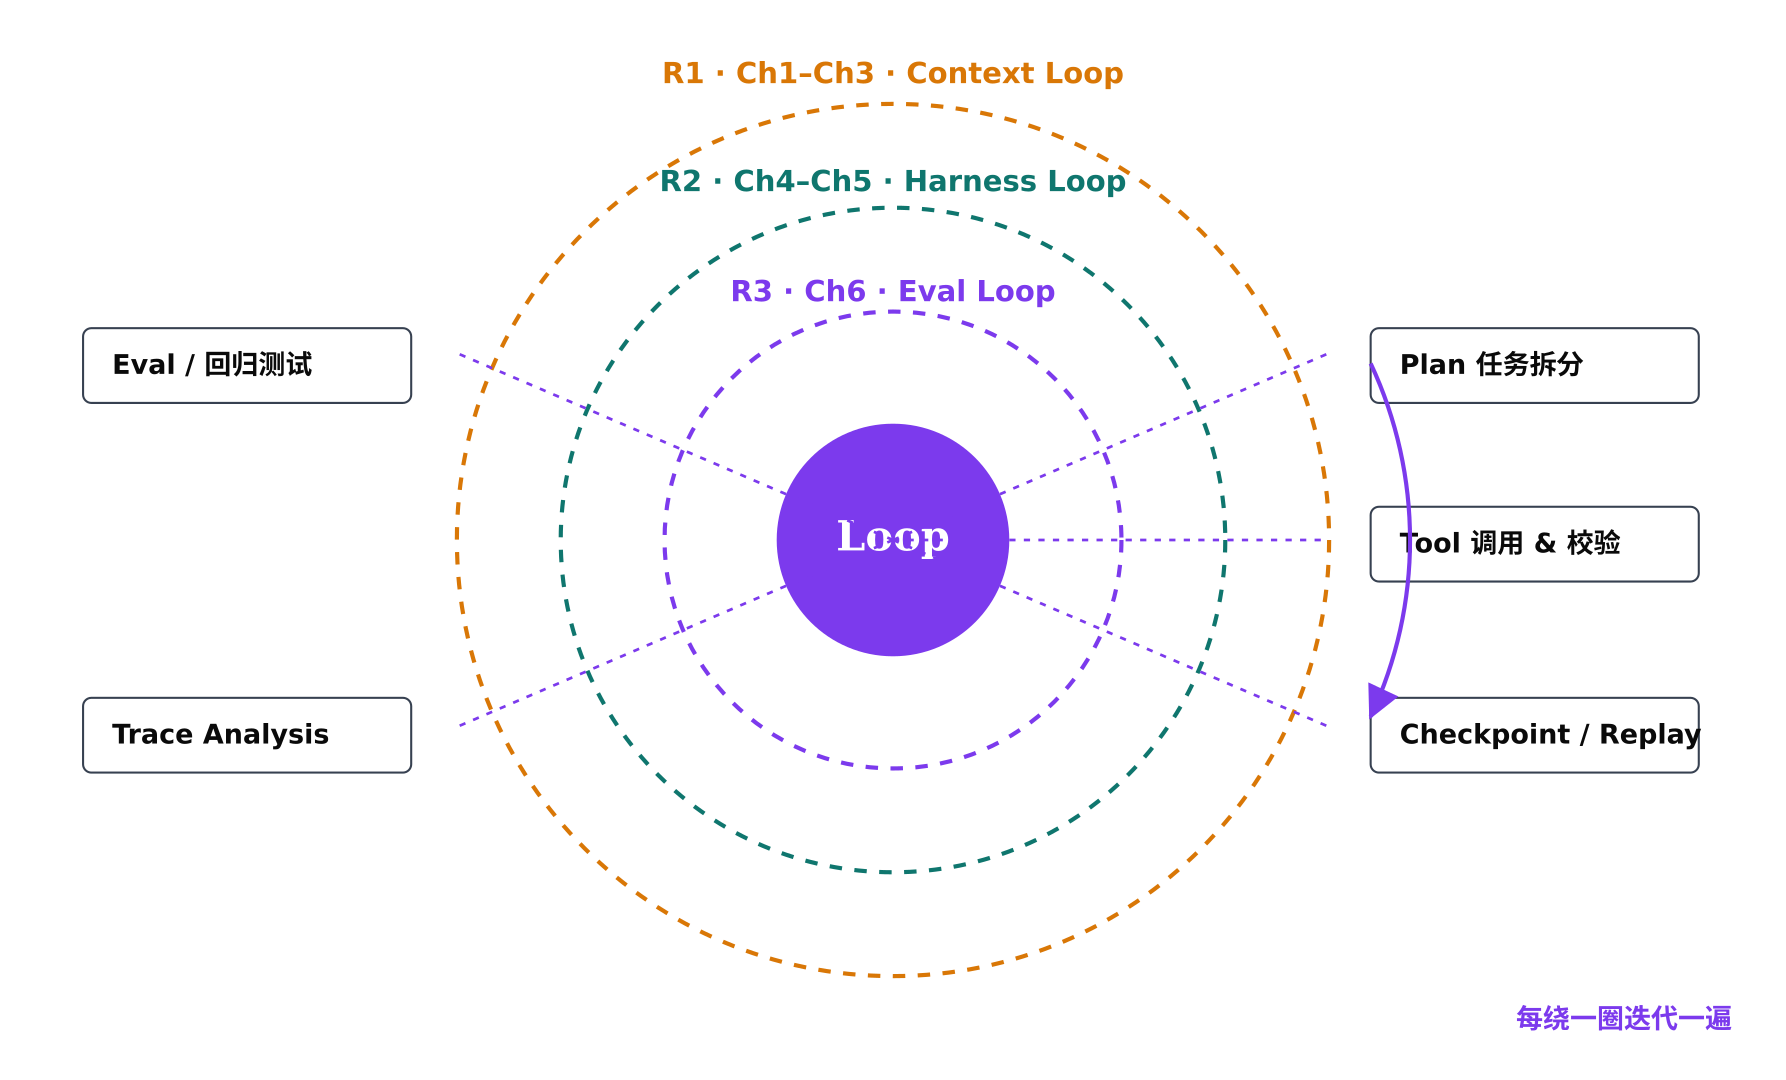 R1 · Ch1–Ch3 · Context Loop
R2 · Ch4–Ch5 · Harness Loop
R3 · Ch6 · Eval Loop
Eval / 回归测试
Plan 任务拆分
Loop
Tool 调用 & 校验
Trace Analysis
Checkpoint / Replay
每绕一圈迭代一遍